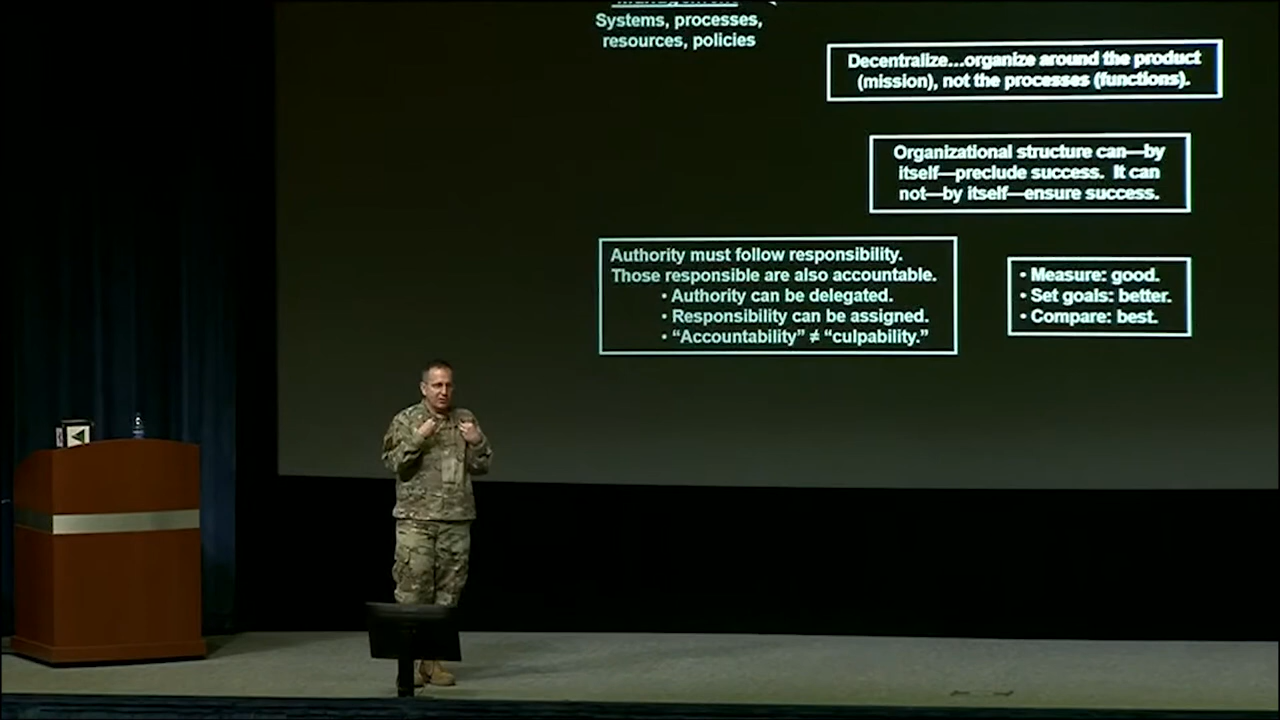 Systems, processes,
resources, policies
Decentralize…organize around the product
(mission), not the processes (functions).
Organizational structure can—by
itself—preclude success. It can
not—by itself—ensure success.
Authority must follow responsibility.
Those responsible are also accountable.
• Authority can be delegated.
• Responsibility can be assigned.
• “Accountability” ≠ “culpability.”
• Measure: good.
• Set goals: better.
• Compare: best.